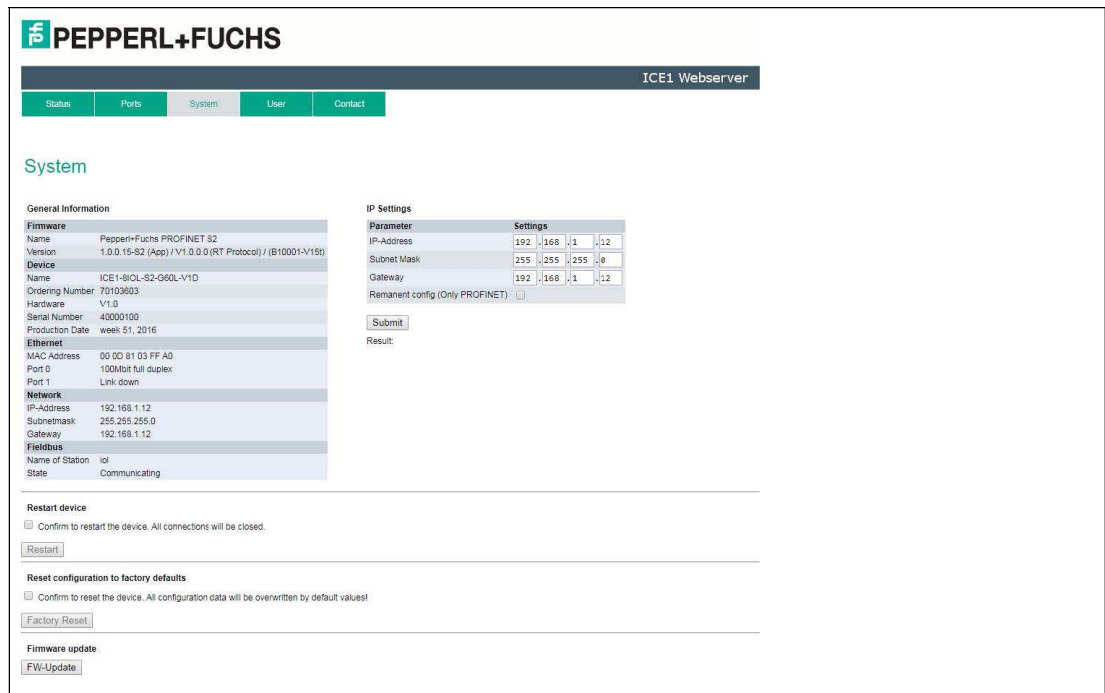 PEPPERL+FUCHS
ICE1 Webserver
Status Ports System User Contact
System
General Information
Firmware
Name Pepperl+Fuchs PROFINET S2
Version 1.0.0.15-S2 (App) / V1.0.0.0 (RT Protocol) / (B10001-V15t)
Device
Name ICE1-8IOL-S2-G60L-V1D
Ordering Number 70103603
Hardware V1.0
Serial Number 40000100
Production Date week 51, 2016
Ethernet
MAC Address 00 0D 81 03 FF A0
Port 0 100Mbit full duplex
Port 1 Link down
Network
IP-Address 192.168.1.12
Subnetmask 255.255.255.0
Gateway 192.168.1.12
Fieldbus
Name of Station iol
State Communicating
IP Settings
Parameter Settings
IP-Address 192 . 168 . 1 . 12
Subnet Mask 255 . 255 . 255 . 0
Gateway 192 . 168 . 1 . 12
Remanent config (Only PROFINET)
Submit
Result:
Restart device
Confirm to restart the device. All connections will be closed.
Restart
Reset configuration to factory defaults
Confirm to reset the device. All configuration data will be overwritten by default values!
Factory Reset
Firmware update
FW-Update